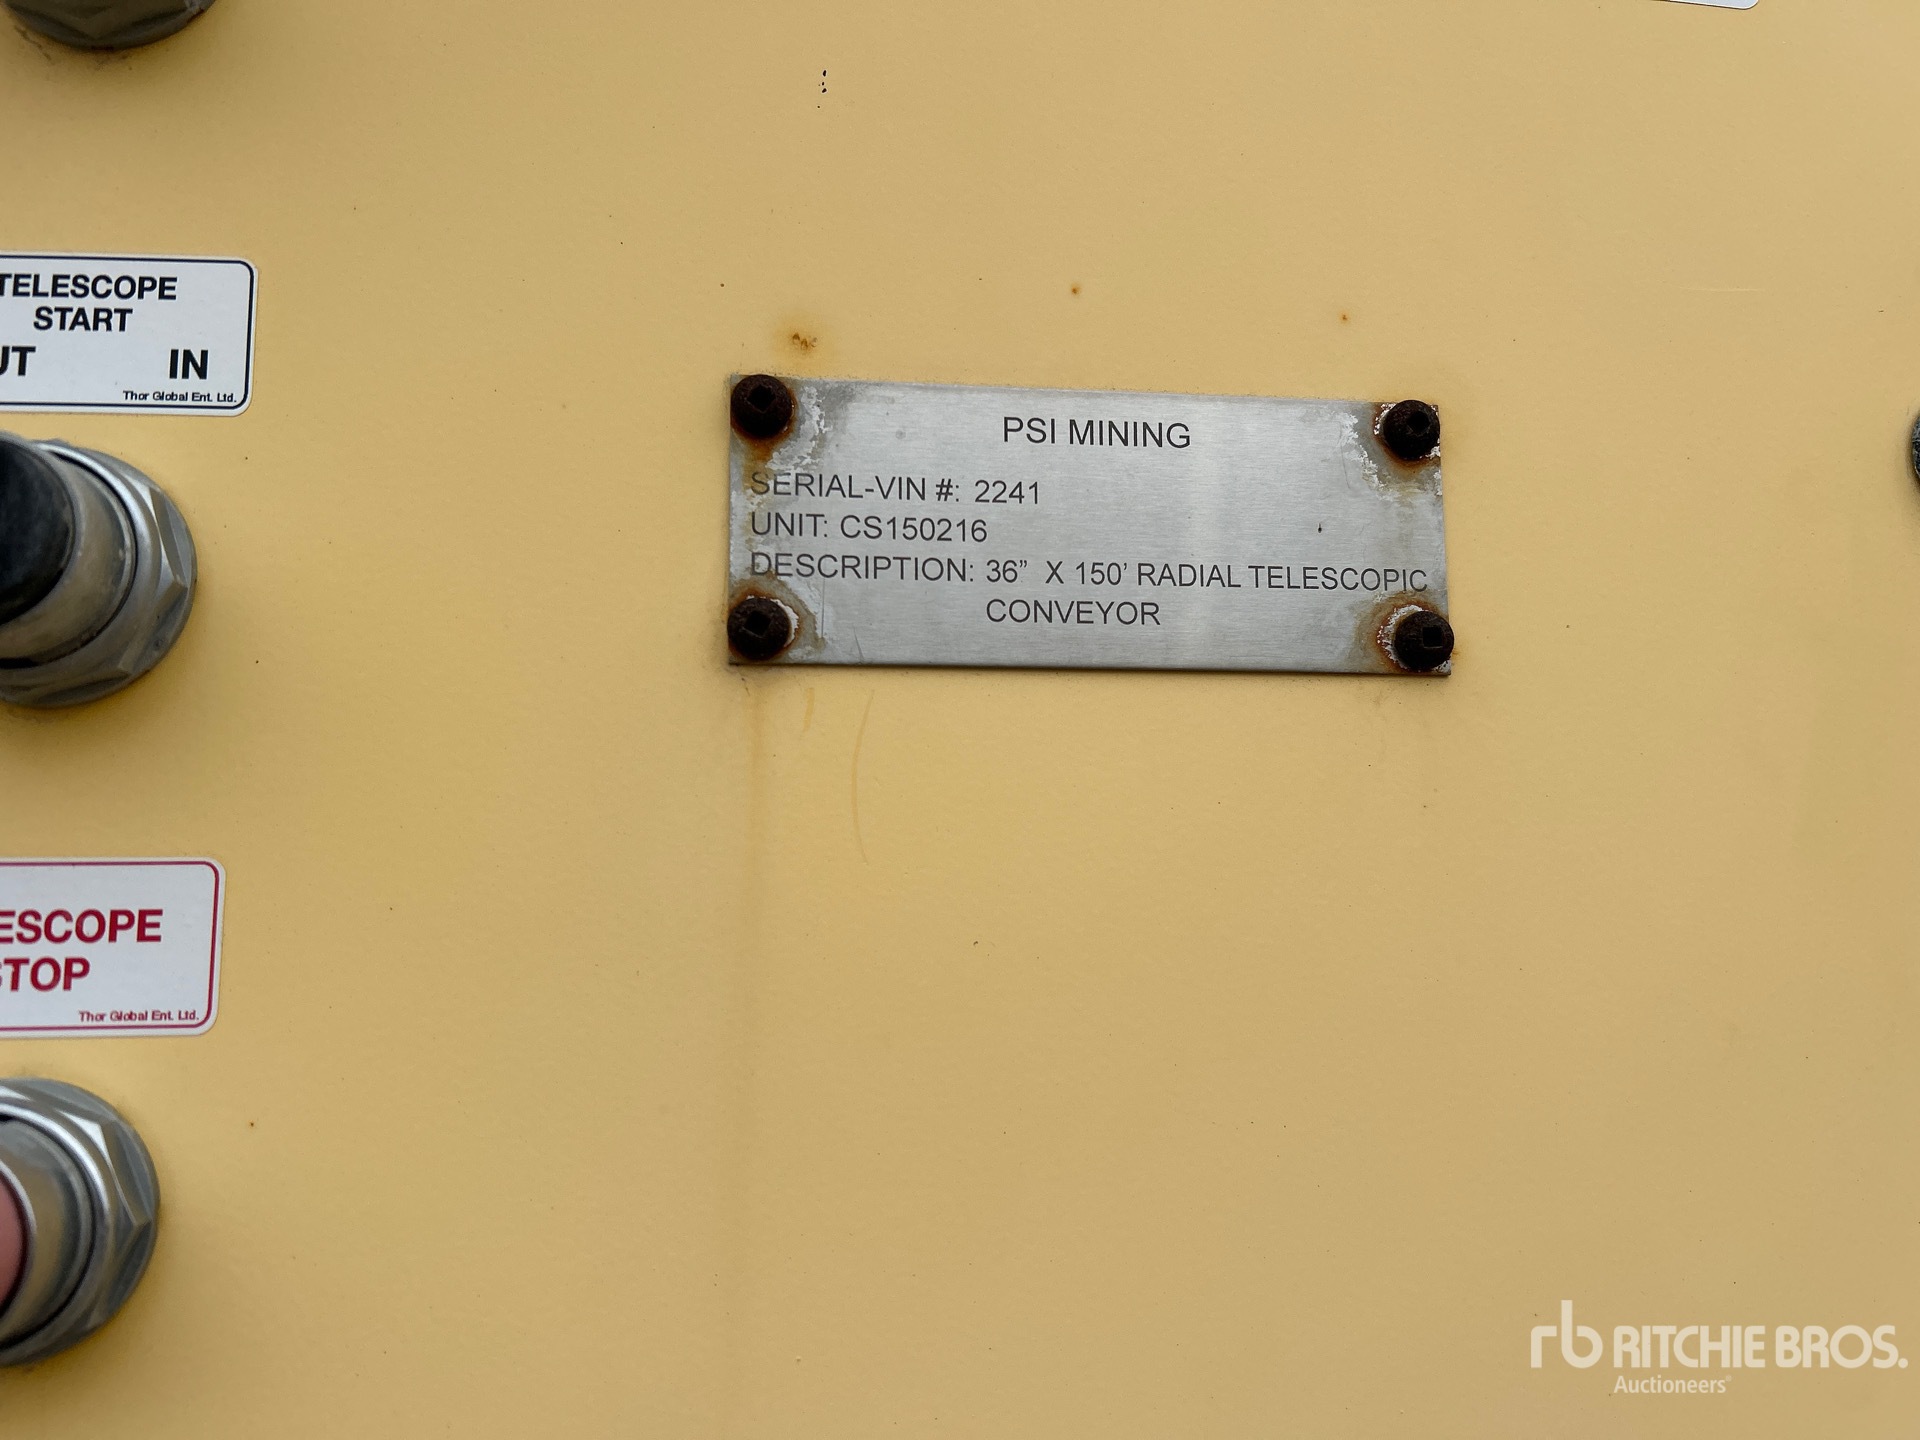 TELESCOPE
START
IN
Thor Global Ent. Ltd.
PSI MINING
SERIAL-VIN #: 2241
UNIT: CS150216
DESCRIPTION: 36” X 150’ RADIAL TELESCOPIC
CONVEYOR
ESCOPE
STOP
Thor Global Ent. Ltd.
rb RITCHIE BROS.
Auctioneers